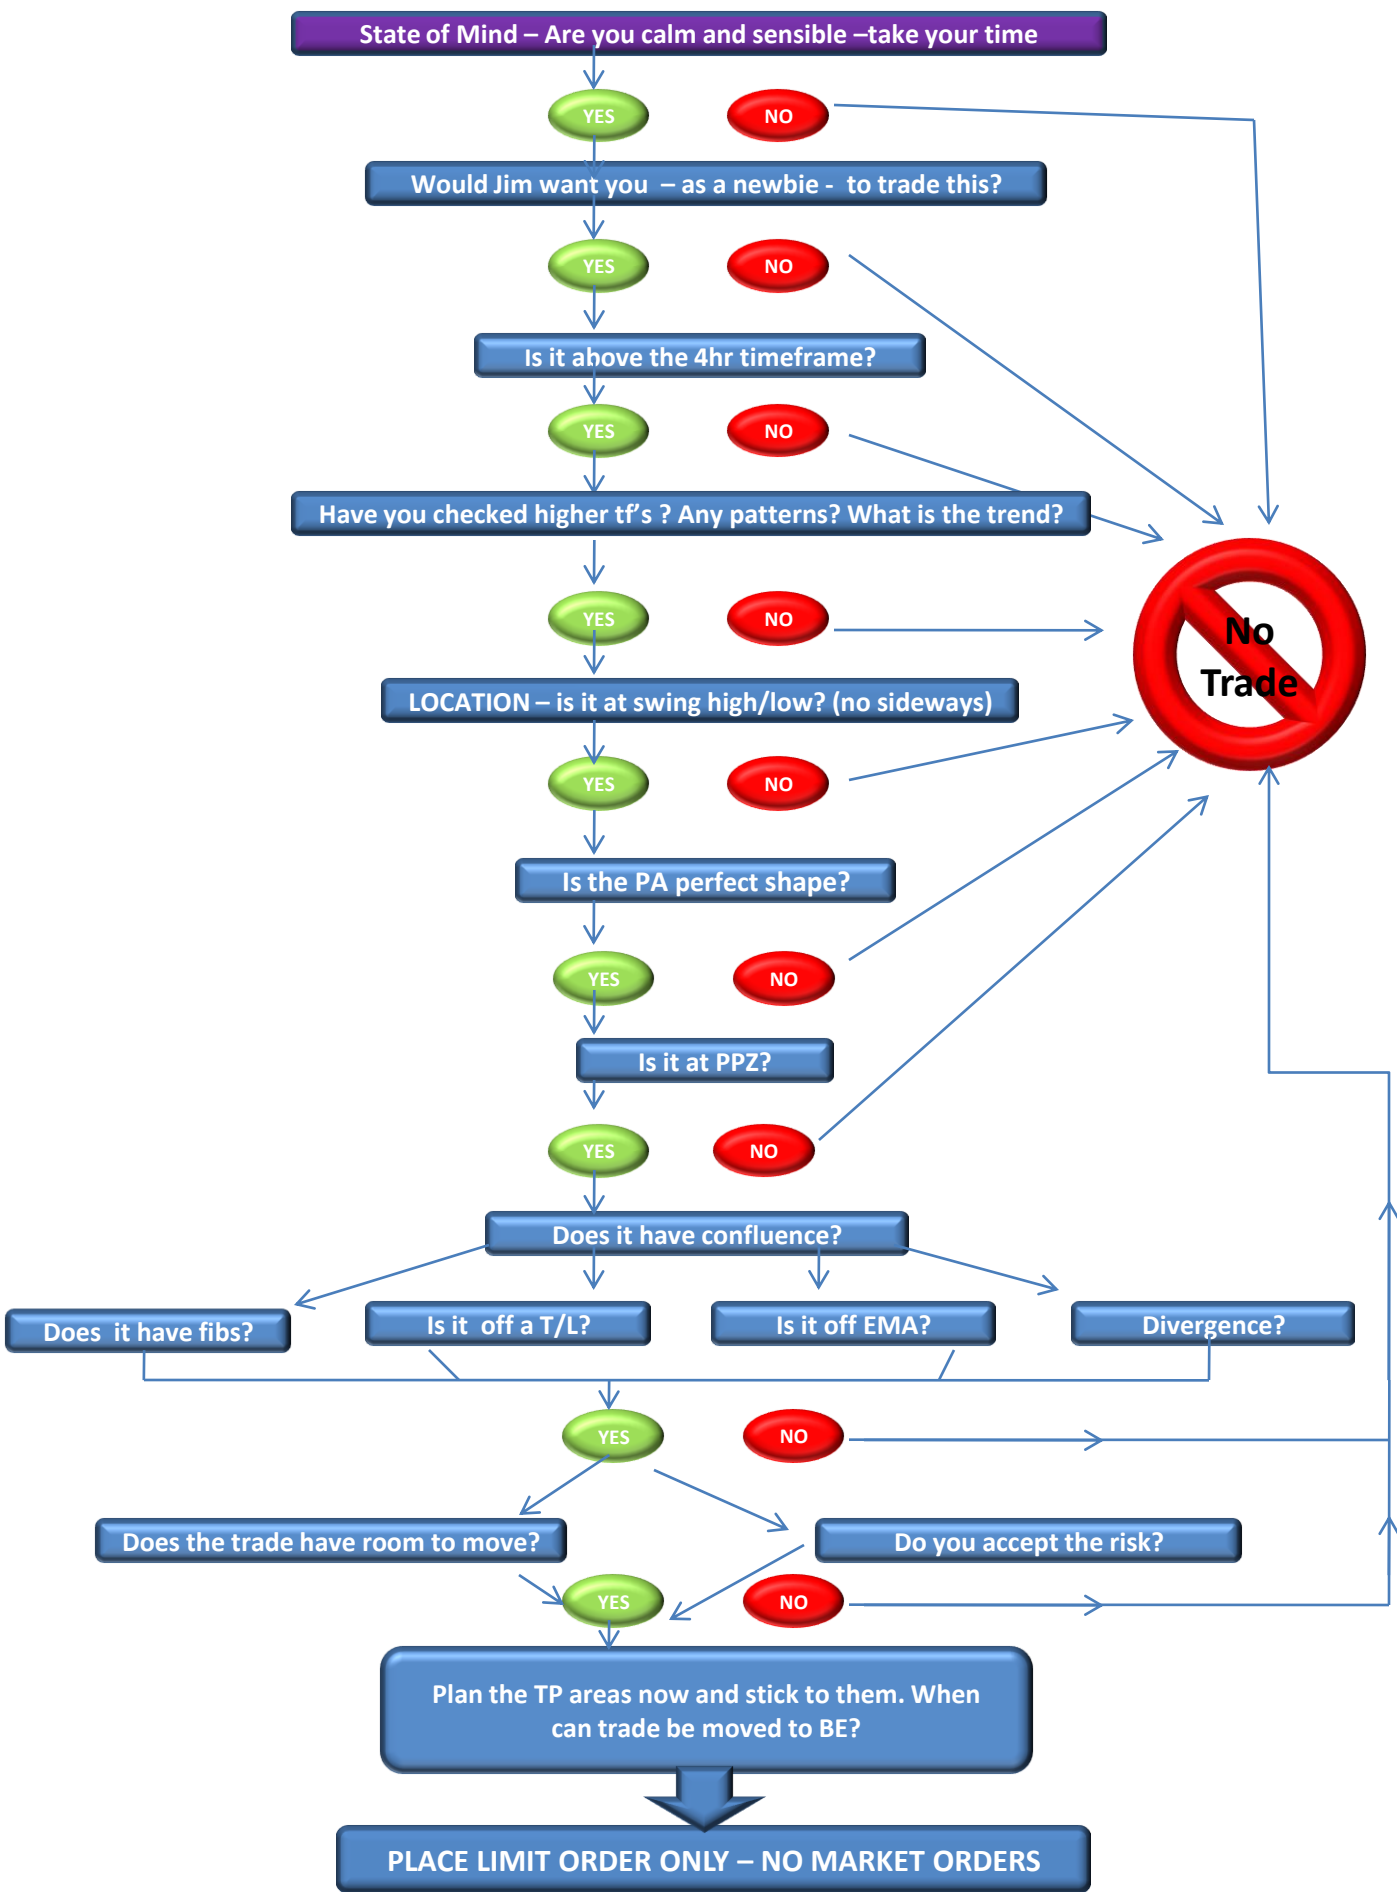 State of Mind – Are you calm and sensible –take your time
YES
NO
Would Jim want you – as a newbie - to trade this?
YES
NO
Is it above the 4hr timeframe?
YES
NO
Have you checked higher tf's ? Any patterns? What is the trend?
YES
NO
No
Trade
LOCATION – is it at swing high/low? (no sideways)
YES
NO
Is the PA perfect shape?
YES
NO
Is it at PPZ?
YES
NO
Does it have confluence?
Does it have fibs?
Is it off a T/L?
Is it off EMA?
Divergence?
YES
NO
Does the trade have room to move?
Do you accept the risk?
YES
NO
Plan the TP areas now and stick to them. When
can trade be moved to BE?
PLACE LIMIT ORDER ONLY – NO MARKET ORDERS